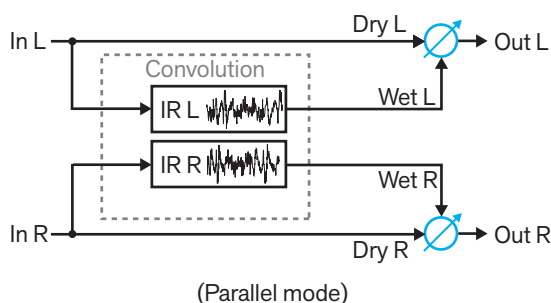 Dry L
In L
Out L
Convolution
IR L
Wet L
IR R
Wet R
In R
Out R
Dry R
(Parallel mode)